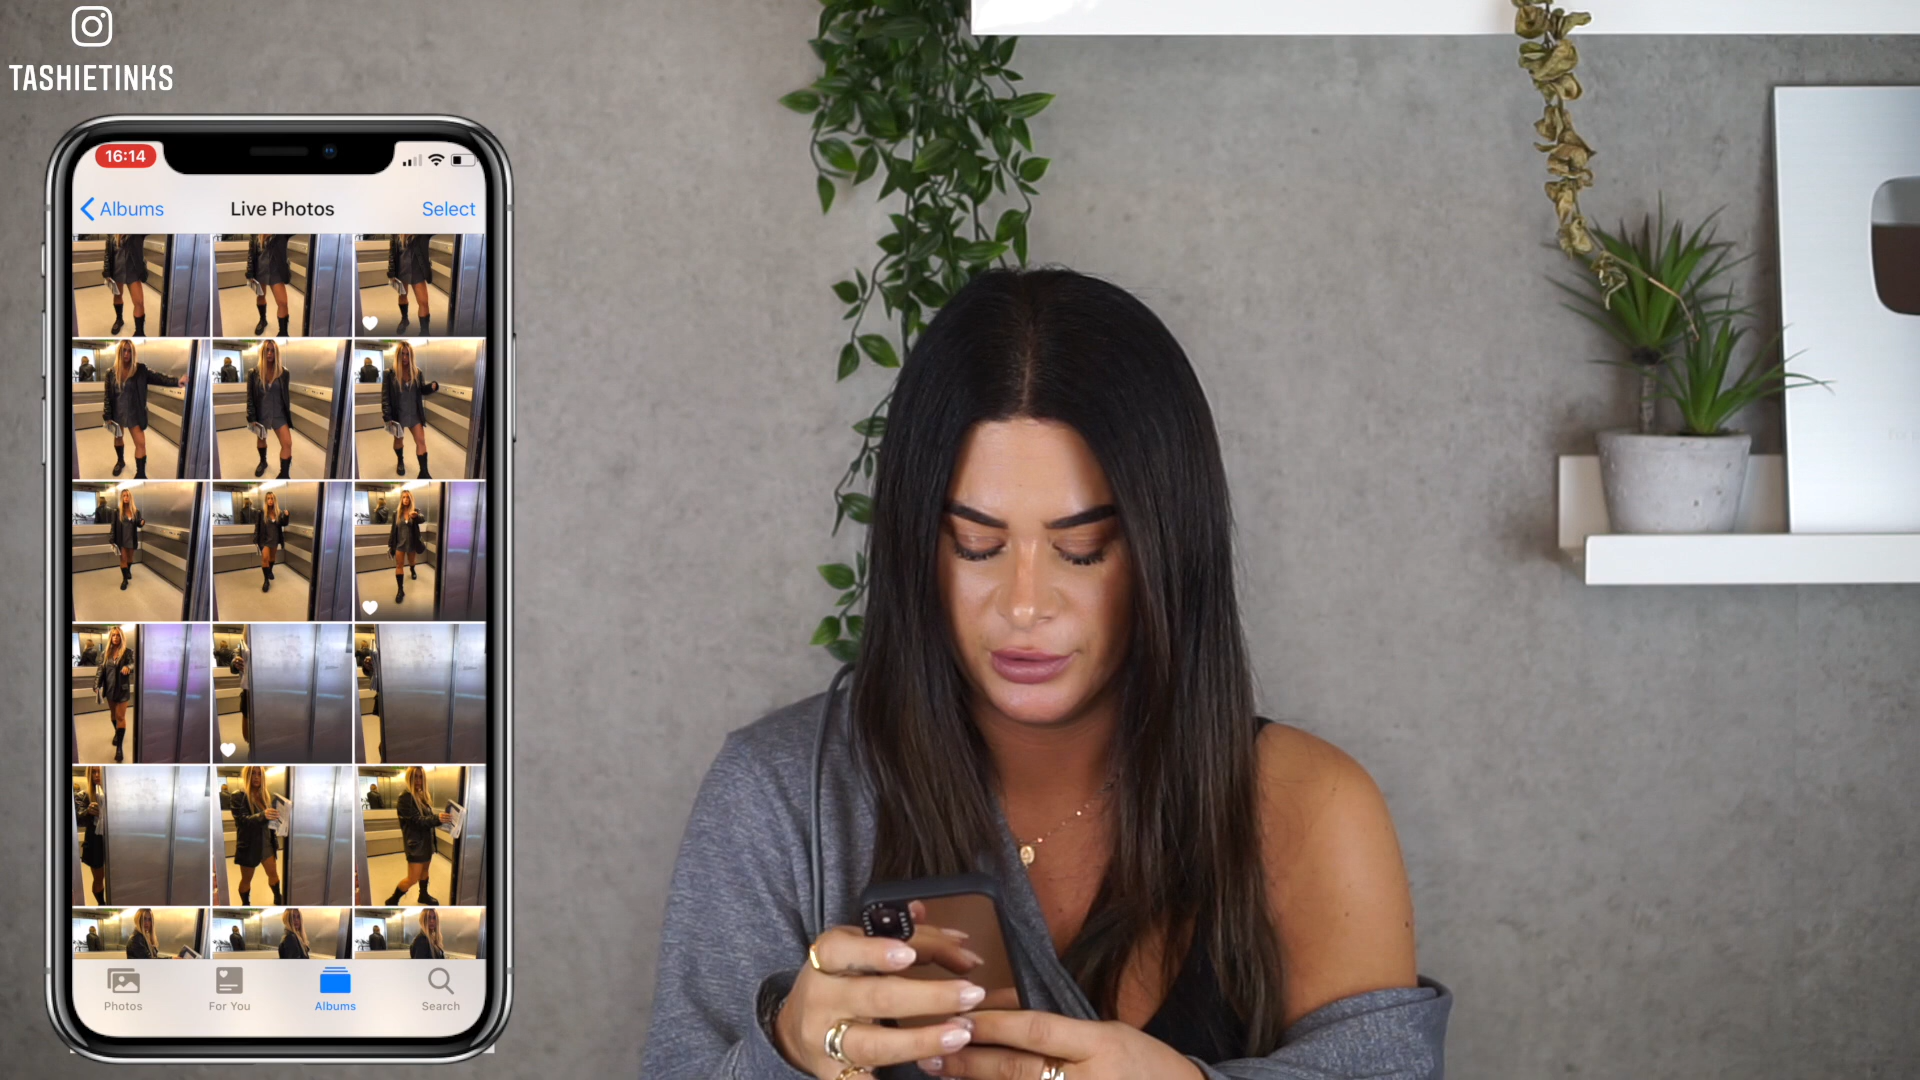 TASHIETINKS
16:14
Albums
Live Photos
Select
Photos
For You
Albums
Search